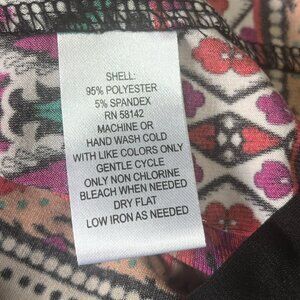 SHELL:
95% POLYESTER
5% SPANDEX
RN 58142
MACHINE OR
HAND WASH COLD
WITH LIKE COLORS ONLY
GENTLE CYCLE
ONLY NON CHLORINE
BLEACH WHEN NEEDED
DRY FLAT
LOW IRON AS NEEDED